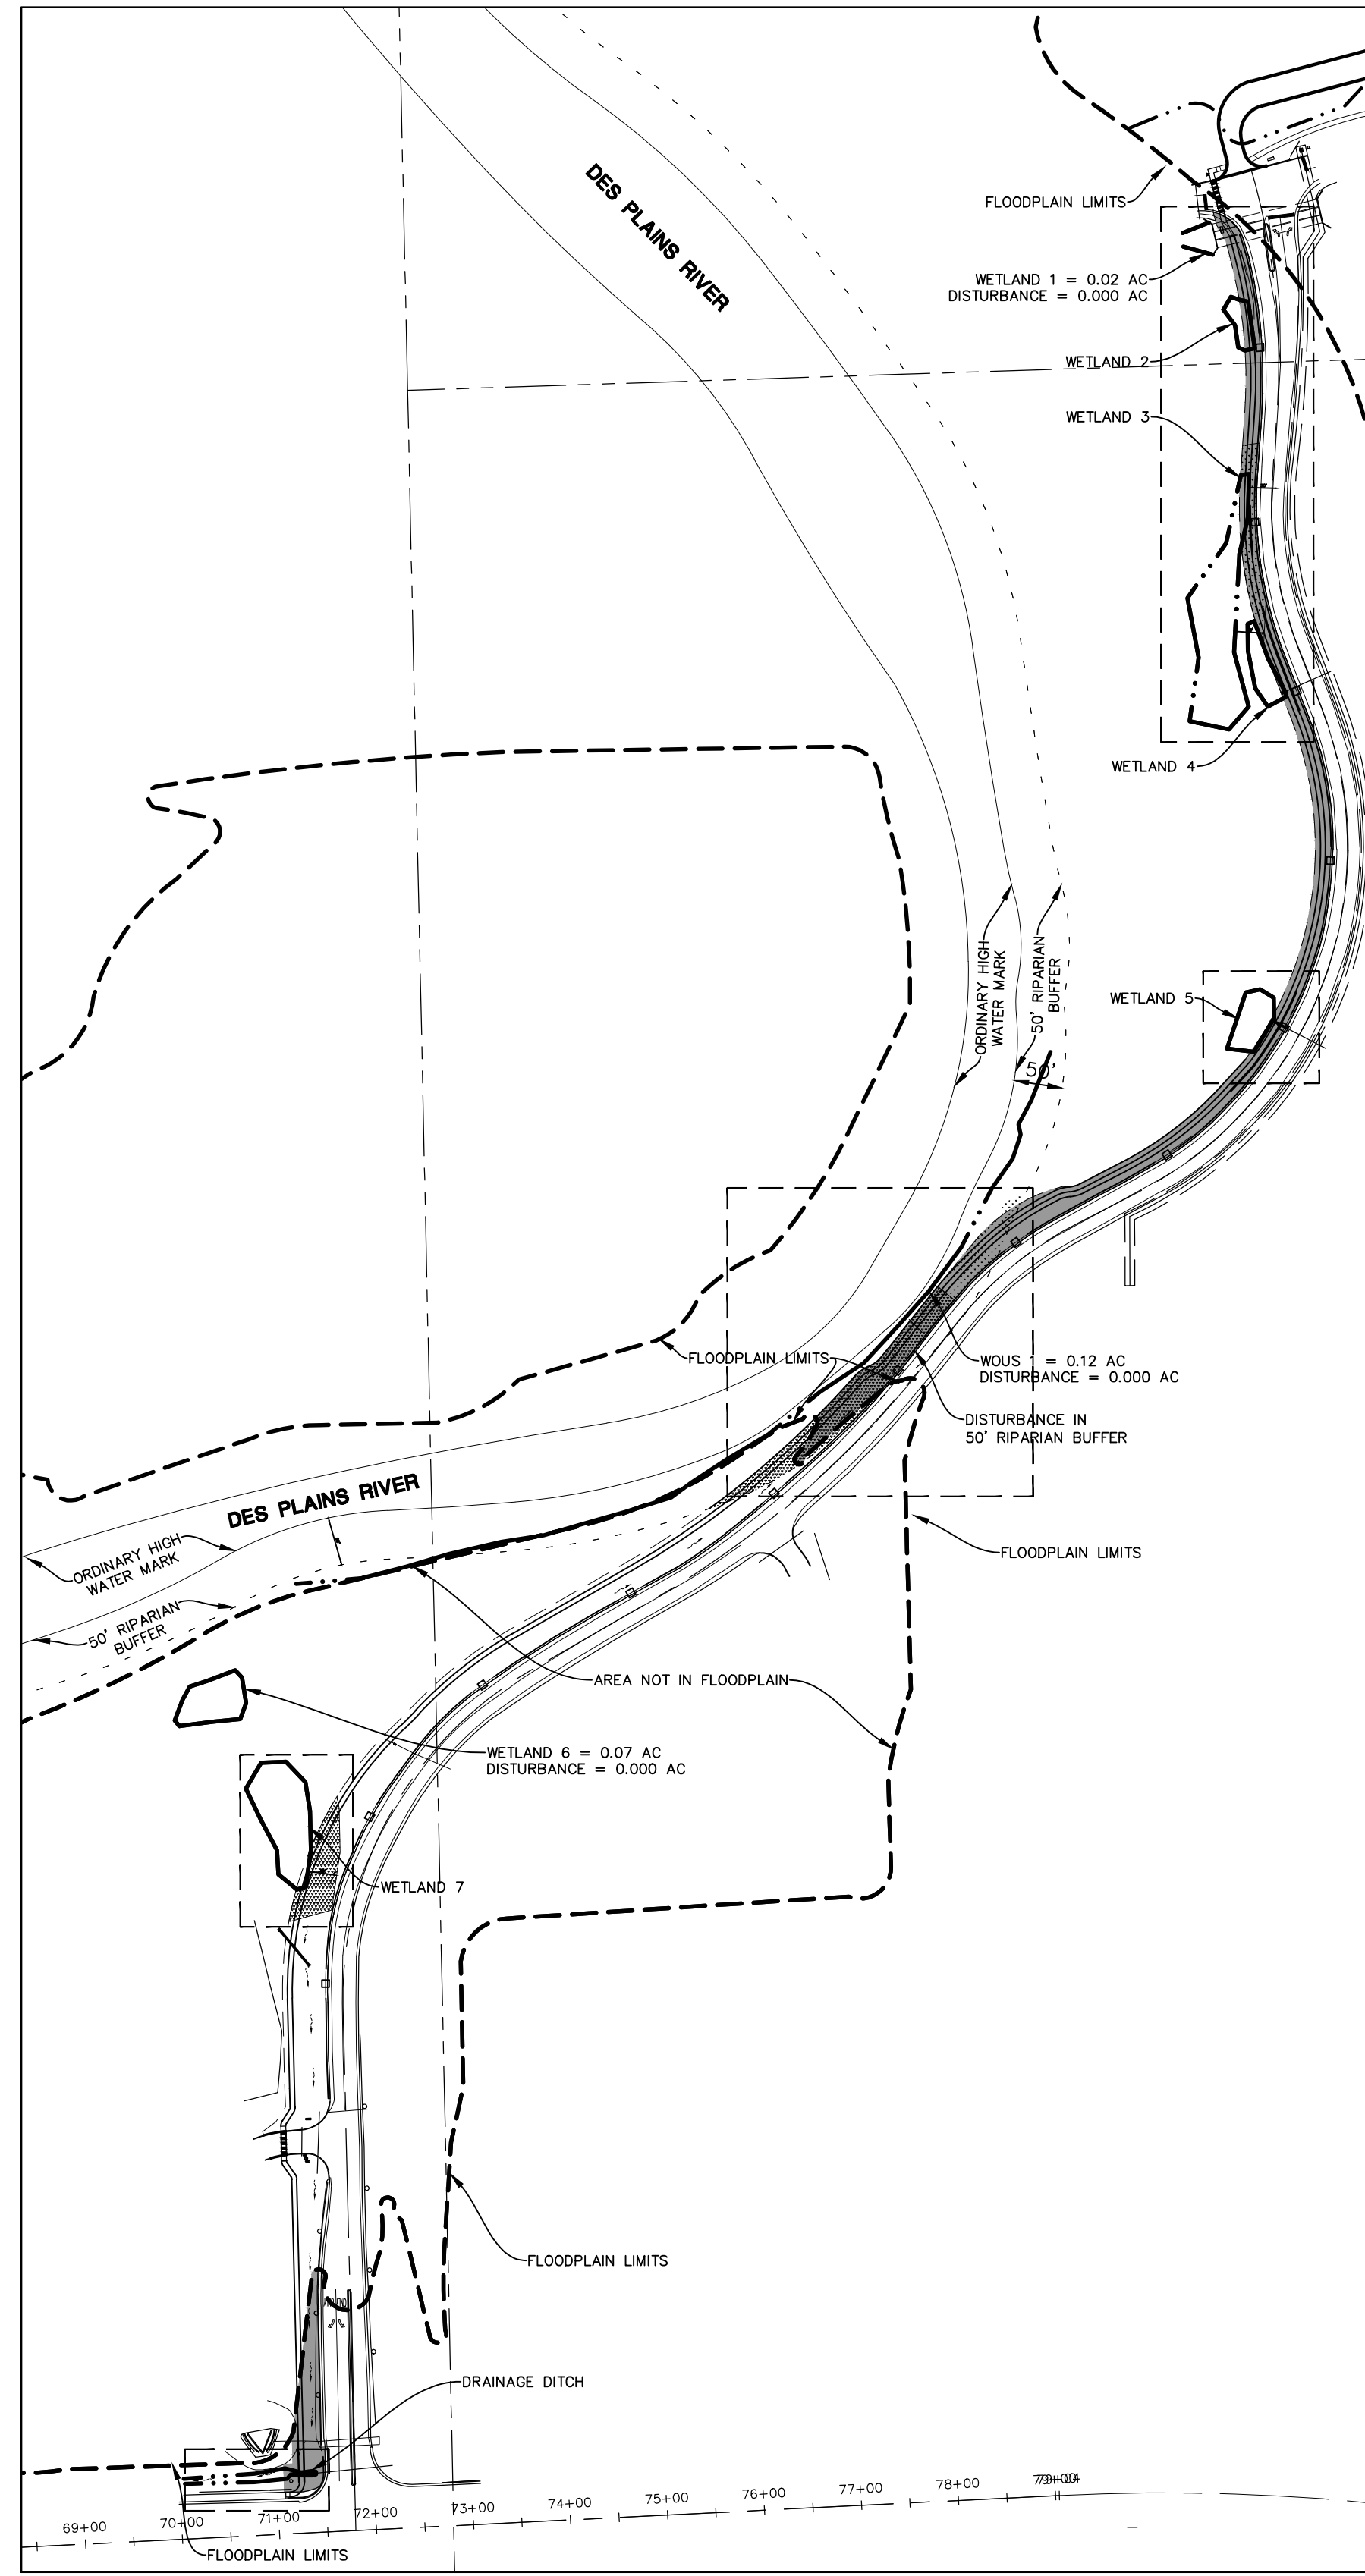 DES PLAINS RIVER
FLOODPLAIN LIMITS
WETLAND 1 = 0.02 AC
DISTURBANCE = 0.000 AC
WETLAND 2
WETLAND 3
WETLAND 4
ORDINARY HIGH
WATER MARK
50' RIPARIAN
BUFFER
WETLAND 5
50'
FLOODPLAIN LIMITS
WOUS 1 = 0.12 AC
DISTURBANCE = 0.000 AC
DISTURBANCE IN
50' RIPARIAN BUFFER
DES PLAINS RIVER
ORDINARY HIGH
WATER MARK
FLOODPLAIN LIMITS
50' RIPARIAN
BUFFER
AREA NOT IN FLOODPLAIN
WETLAND 6 = 0.07 AC
DISTURBANCE = 0.000 AC
WETLAND 7
FLOODPLAIN LIMITS
DRAINAGE DITCH
69+00
70+00
71+00
72+00
73+00
74+00
75+00
76+00
77+00
78+00
FLOODPLAIN LIMITS